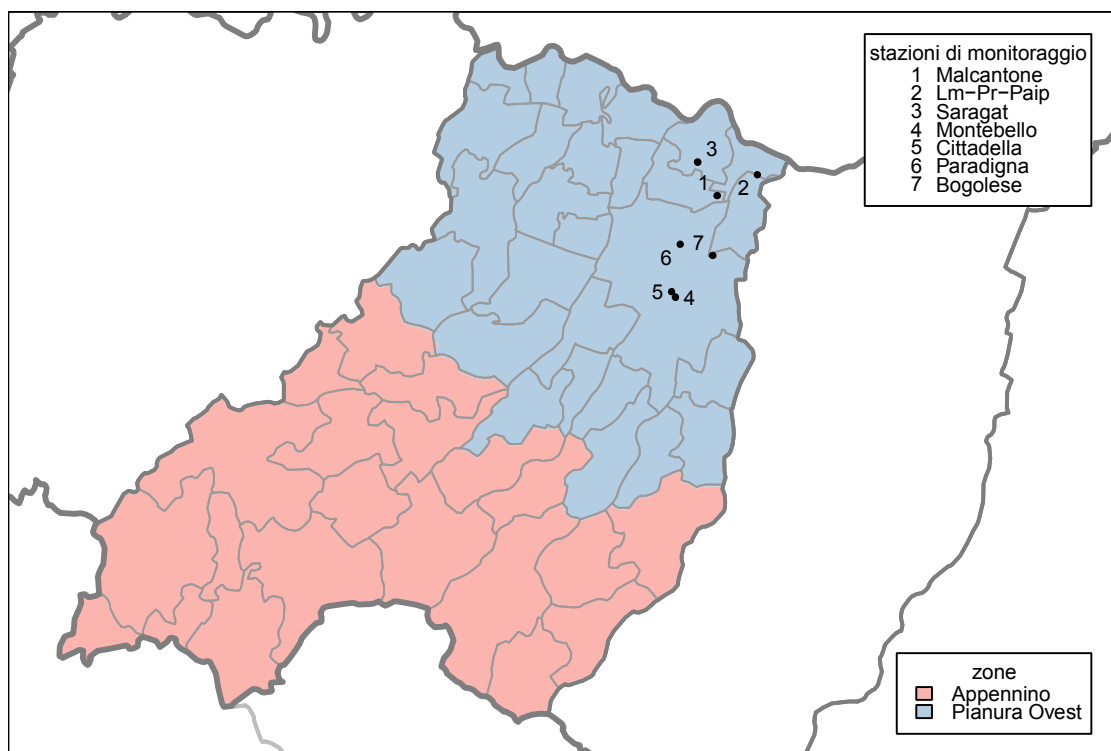 stazioni di monitoraggio
1 Malcantone
2 Lm−Pr−Paip
3 Saragat
4 Montebello
5 Cittadella
6 Paradigna
7 Bogolese
3
1
2
7
6
5
4
zone
Appennino
Pianura Ovest